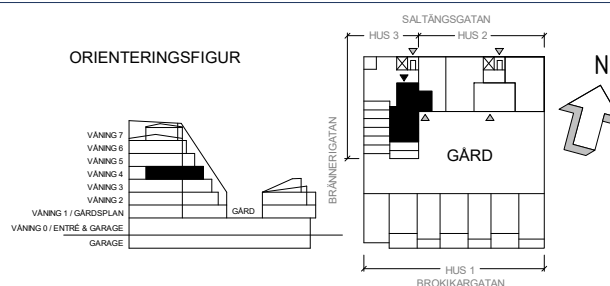 ORIENTERINGSFIGUR
SALTÄNGSGATAN
HUS 3
HUS 2
N
BRÄNNERIGATAN
GÅRD
VÅNING 7
VÅNING 6
VÅNING 5
VÅNING 4
VÅNING 3
VÅNING 2
VÅNING 1 / GÅRDSPLAN
GÅRD
VÅNING 0 / ENTRÉ & GARAGE
GARAGE
HUS 1
BROKIKARGATAN